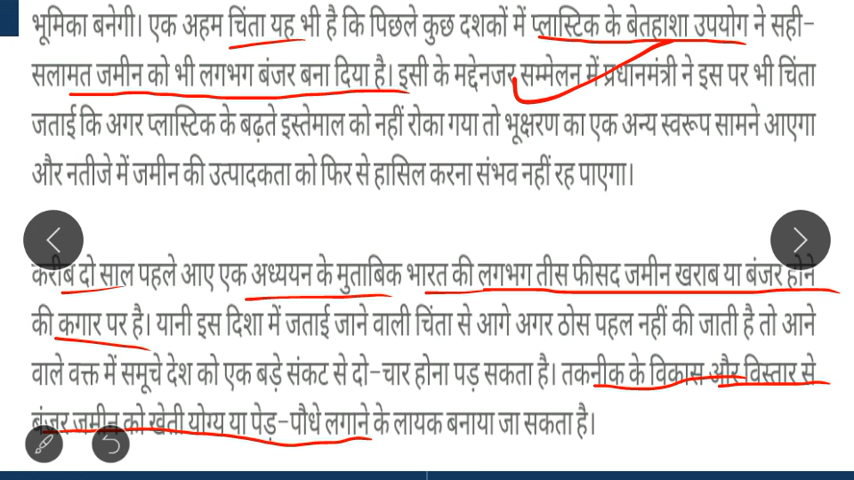 भूमिका बनेगी। एक अहम चिंता यह भी है कि पिछले कुछ दशकों में प्लास्टिक के बेतहाशा उपयोग ने सही-
सलामत जमीन को भी लगभग बंजर बना दिया है। इसी के मद्देनजर सम्मेलन में प्रधानमंत्री ने इस पर भी चिंता
जताई कि अगर प्लास्टिक के बढ़ते इस्तेमाल को नहीं रोका गया तो भूक्षरण का एक अन्य स्वरूप सामने आएगा
और नतीजे में जमीन की उत्पादकता को फिर से हासिल करना संभव नहीं रह पाएगा।
करीब दो साल पहले आए एक अध्ययन के मुताबिक भारत की लगभग तीस फीसद जमीन खराब या बंजर होने
की कगार पर है। यानी इस दिशा में जताई जाने वाली चिंता से आगे अगर ठोस पहल नहीं की जाती है तो आने
वाले वक्त में समूचे देश को एक बड़े संकट से दो-चार होना पड़ सकता है। तकनीक के विकास और विस्तार से
बंजर जमीन को खेती योग्य या पेड़-पौधे लगाने के लायक बनाया जा सकता है।